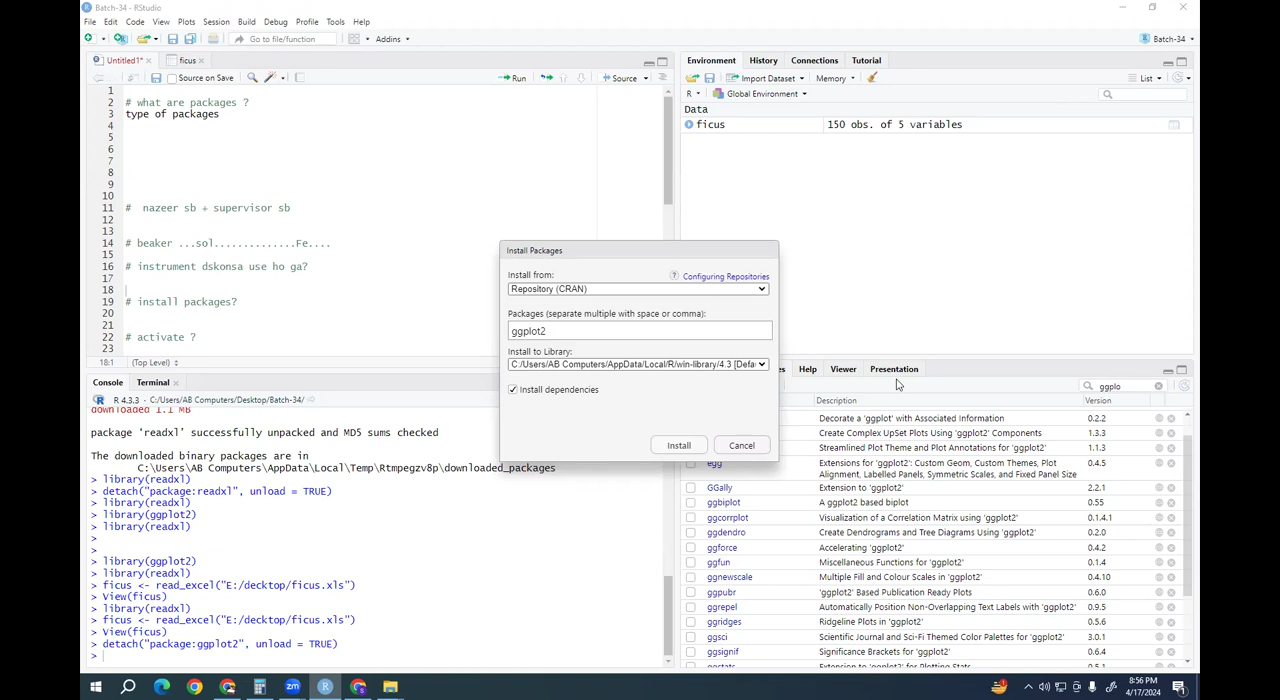 Batch-34 - RStudio
File Edit Code View Plots Session Build Debug Profile Tools Help
Go to file/function Addins Batch-34
Untitled1* ficus
Source on Save Run Source
1
2 # what are packages ?
3 type of packages
4
5
6
7
8
9
10
11 # nazeer sb + supervisor sb
12
13
14 # beaker ...sol..............Fe....
15
16 # instrument dskonsa use ho ga?
17
18
19 # install packages?
20
21
22 # activate ?
23
18:1 (Top Level)
Environment History Connections Tutorial
Import Dataset Memory List
R Global Environment
Data
ficus 150 obs. of 5 variables
Install Packages
Install from: ? Configuring Repositories
Repository (CRAN)
Packages (separate multiple with space or comma):
ggplot2
Install to Library:
C:/Users/AB Computers/AppData/Local/R/win-library/4.3 [Defa
Install dependencies
Install Cancel
Console Terminal
R 4.3.3 · C:/Users/AB Computers/Desktop/Batch-34/
downloaded 1.1 MB
package ‘readxl’ successfully unpacked and MD5 sums checked
The downloaded binary packages are in
C:\Users\AB Computers\AppData\Local\Temp\Rtmpegzv8p\downloaded_packages
> library(readxl)
> detach("package:readxl", unload = TRUE)
> library(readxl)
> library(ggplot2)
> library(readxl)
>
>
> library(ggplot2)
> library(readxl)
> ficus <- read_excel("E:/decktop/ficus.xls")
> View(ficus)
> library(readxl)
> ficus <- read_excel("E:/decktop/ficus.xls")
> View(ficus)
> detach("package:ggplot2", unload = TRUE)
>
Help Viewer Presentation
ggplo
Description Version
Decorate a 'ggplot' with Associated Information 0.2.2
Create Complex UpSet Plots Using 'ggplot2' Components 1.3.3
Streamlined Plot Theme and Plot Annotations for 'ggplot2' 1.1.3
egg Extensions for 'ggplot2': Custom Geom, Custom Themes, Plot 0.4.5
Alignment, Labelled Panels, Symmetric Scales, and Fixed Panel Size
GGally Extension to 'ggplot2' 2.2.1
ggbiplot A ggplot2 based biplot 0.55
ggcorrplot Visualization of a Correlation Matrix using 'ggplot2' 0.1.4.1
ggdendro Create Dendrograms and Tree Diagrams Using 'ggplot2' 0.2.0
ggforce Accelerating 'ggplot2' 0.4.2
ggfun Miscellaneous Functions for 'ggplot2' 0.1.4
ggnewscale Multiple Fill and Colour Scales in 'ggplot2' 0.4.10
ggpubr 'ggplot2' Based Publication Ready Plots 0.6.0
ggrepel Automatically Position Non-Overlapping Text Labels with 'ggplot2' 0.9.5
ggridges Ridgeline Plots in 'ggplot2' 0.5.6
ggsci Scientific Journal and Sci-Fi Themed Color Palettes for 'ggplot2' 3.0.1
ggsignif Significance Brackets for 'ggplot2' 0.6.4
ggstats Extension to 'ggplot2' for Plotting Stats 0.5.1
8:56 PM
4/17/2024